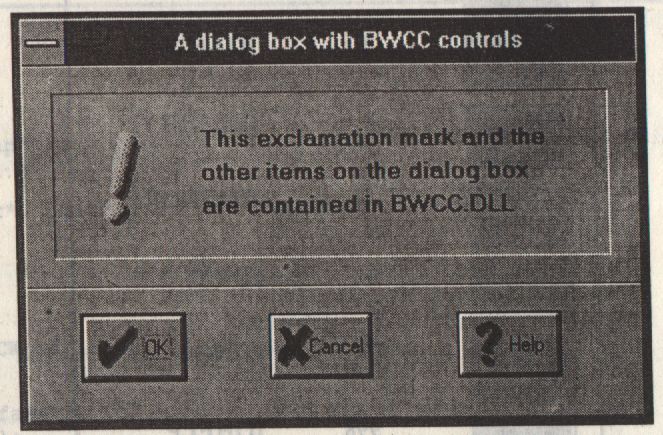 A dialog box with BWCC controls
This exclamation mark and the
other items on the dialog box
are contained in BWCC.DLL
OK
Cancel
Help